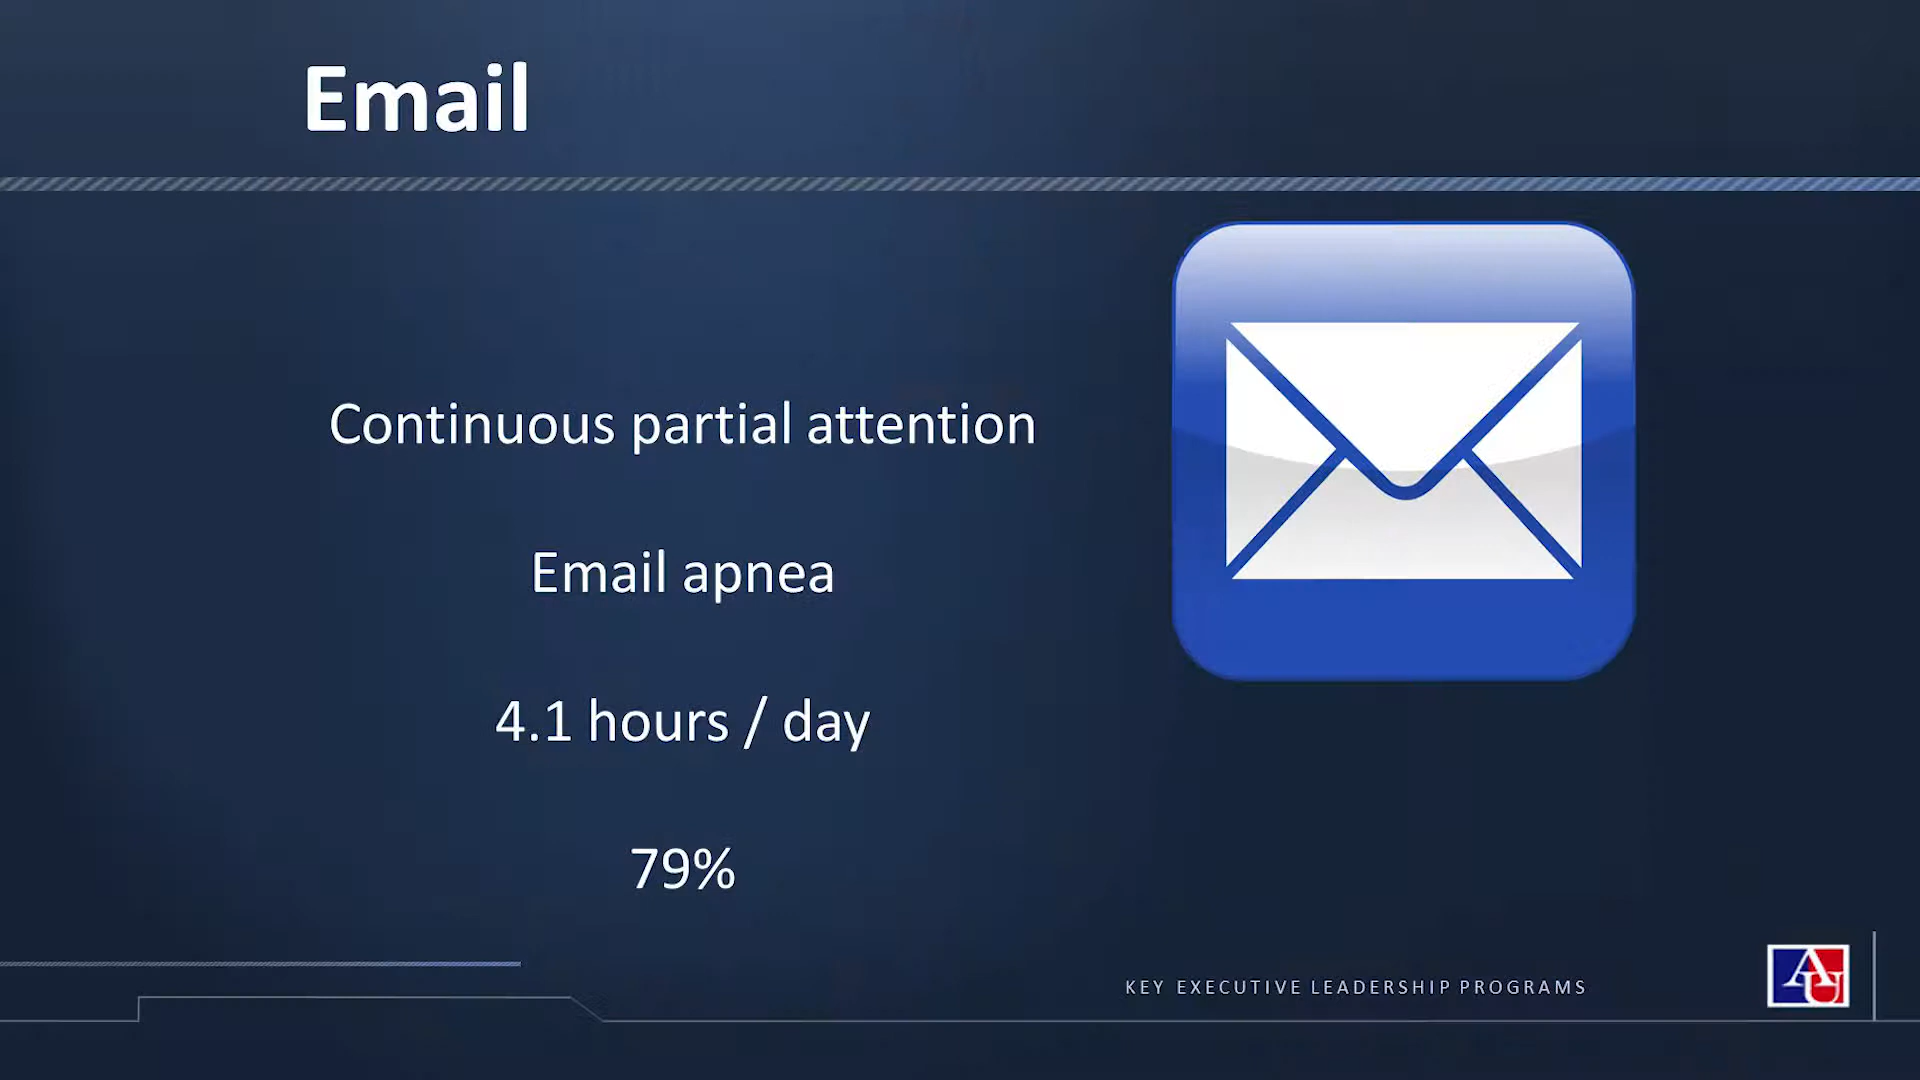 Email
Continuous partial attention
Email apnea
4.1 hours / day
79%
KEY EXECUTIVE LEADERSHIP PROGRAMS
AU